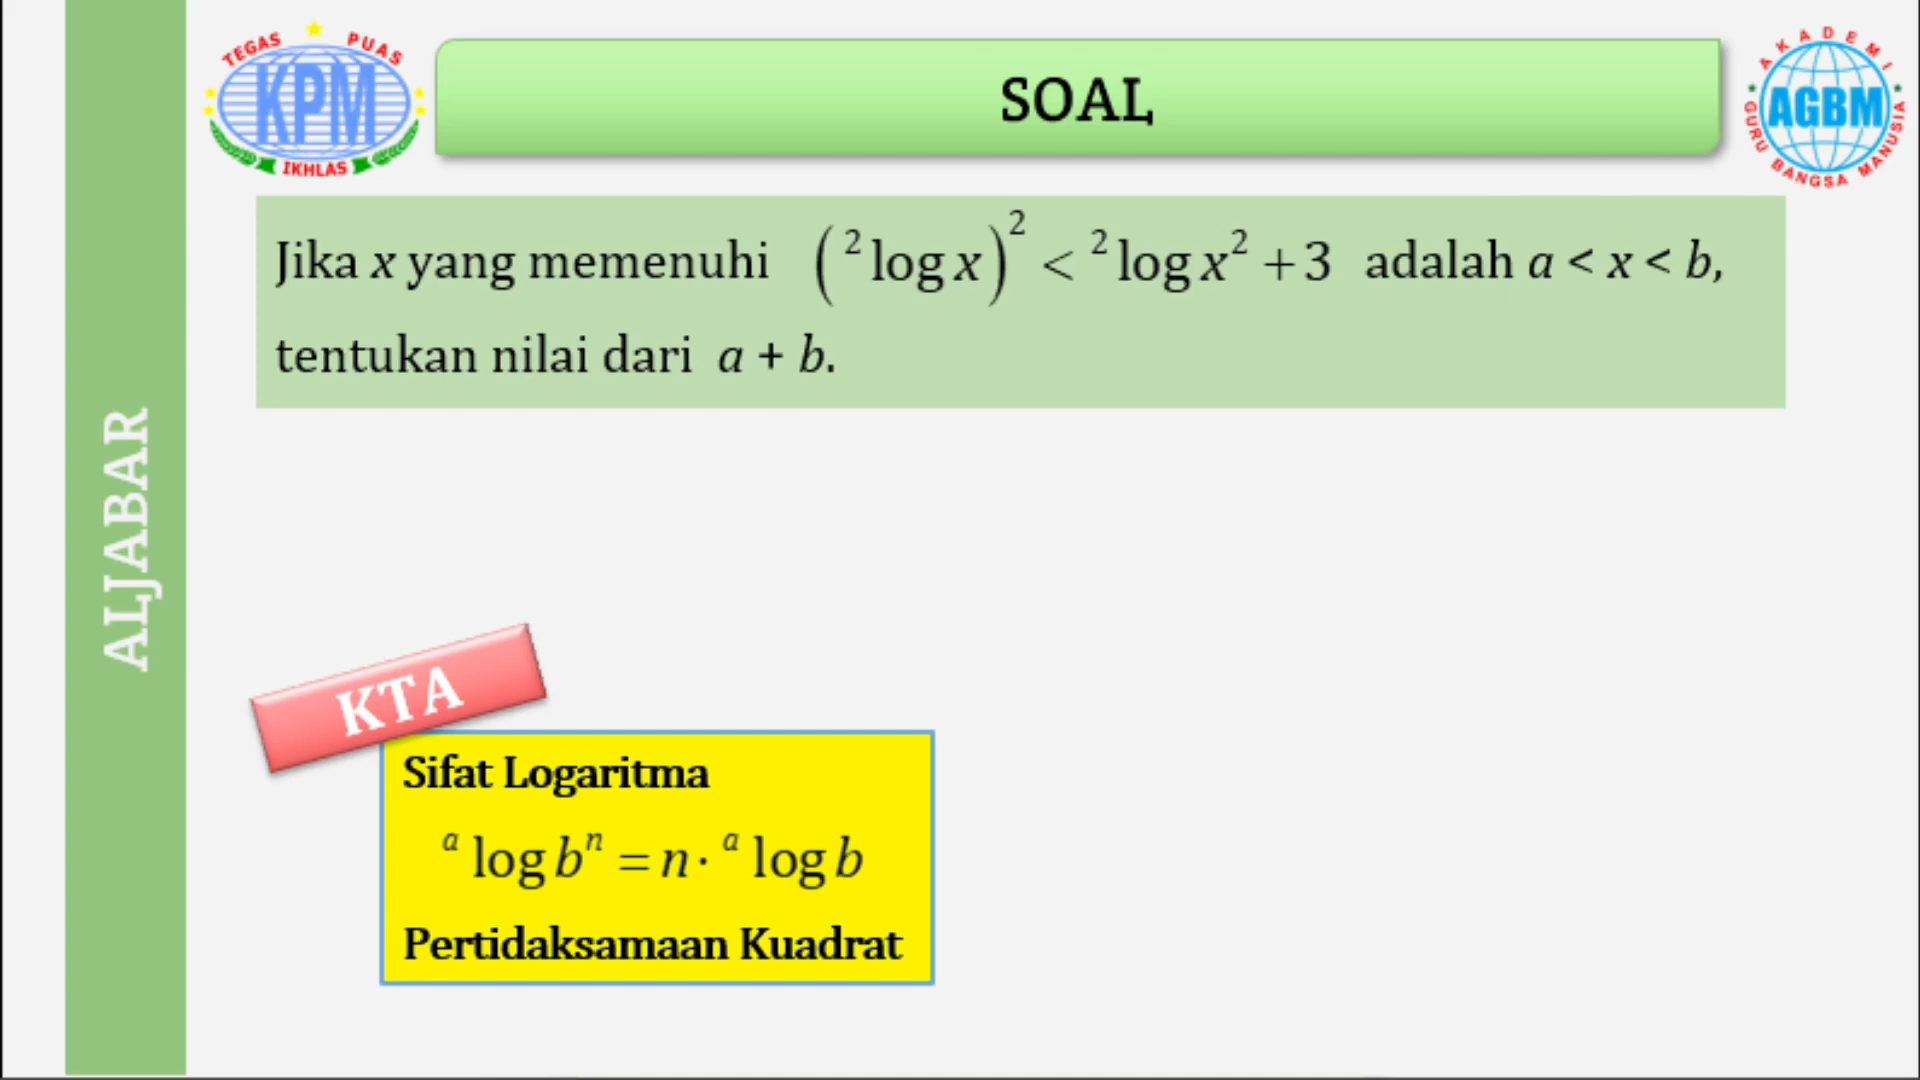 TEGAS PUAS
KPM
IKHLAS
SOAL
AKADEMI
AGBM
GURU BANGSA MANUSIA
Jika x yang memenuhi (²log x)² < ²log x² + 3 adalah a < x < b,
tentukan nilai dari a + b.
ALJABAR
KTA
Sifat Logaritma
ᵃlog bⁿ = n · ᵃlog b
Pertidaksamaan Kuadrat